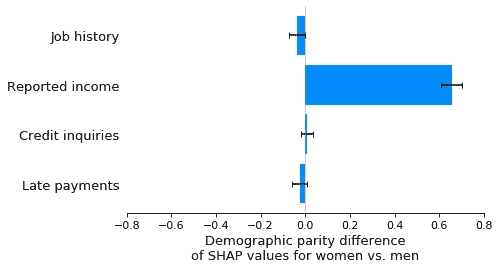 Job history
Reported income
Credit inquiries
Late payments
−0.8 −0.6 −0.4 −0.2 0.0 0.2 0.4 0.6 0.8
Demographic parity difference
of SHAP values for women vs. men